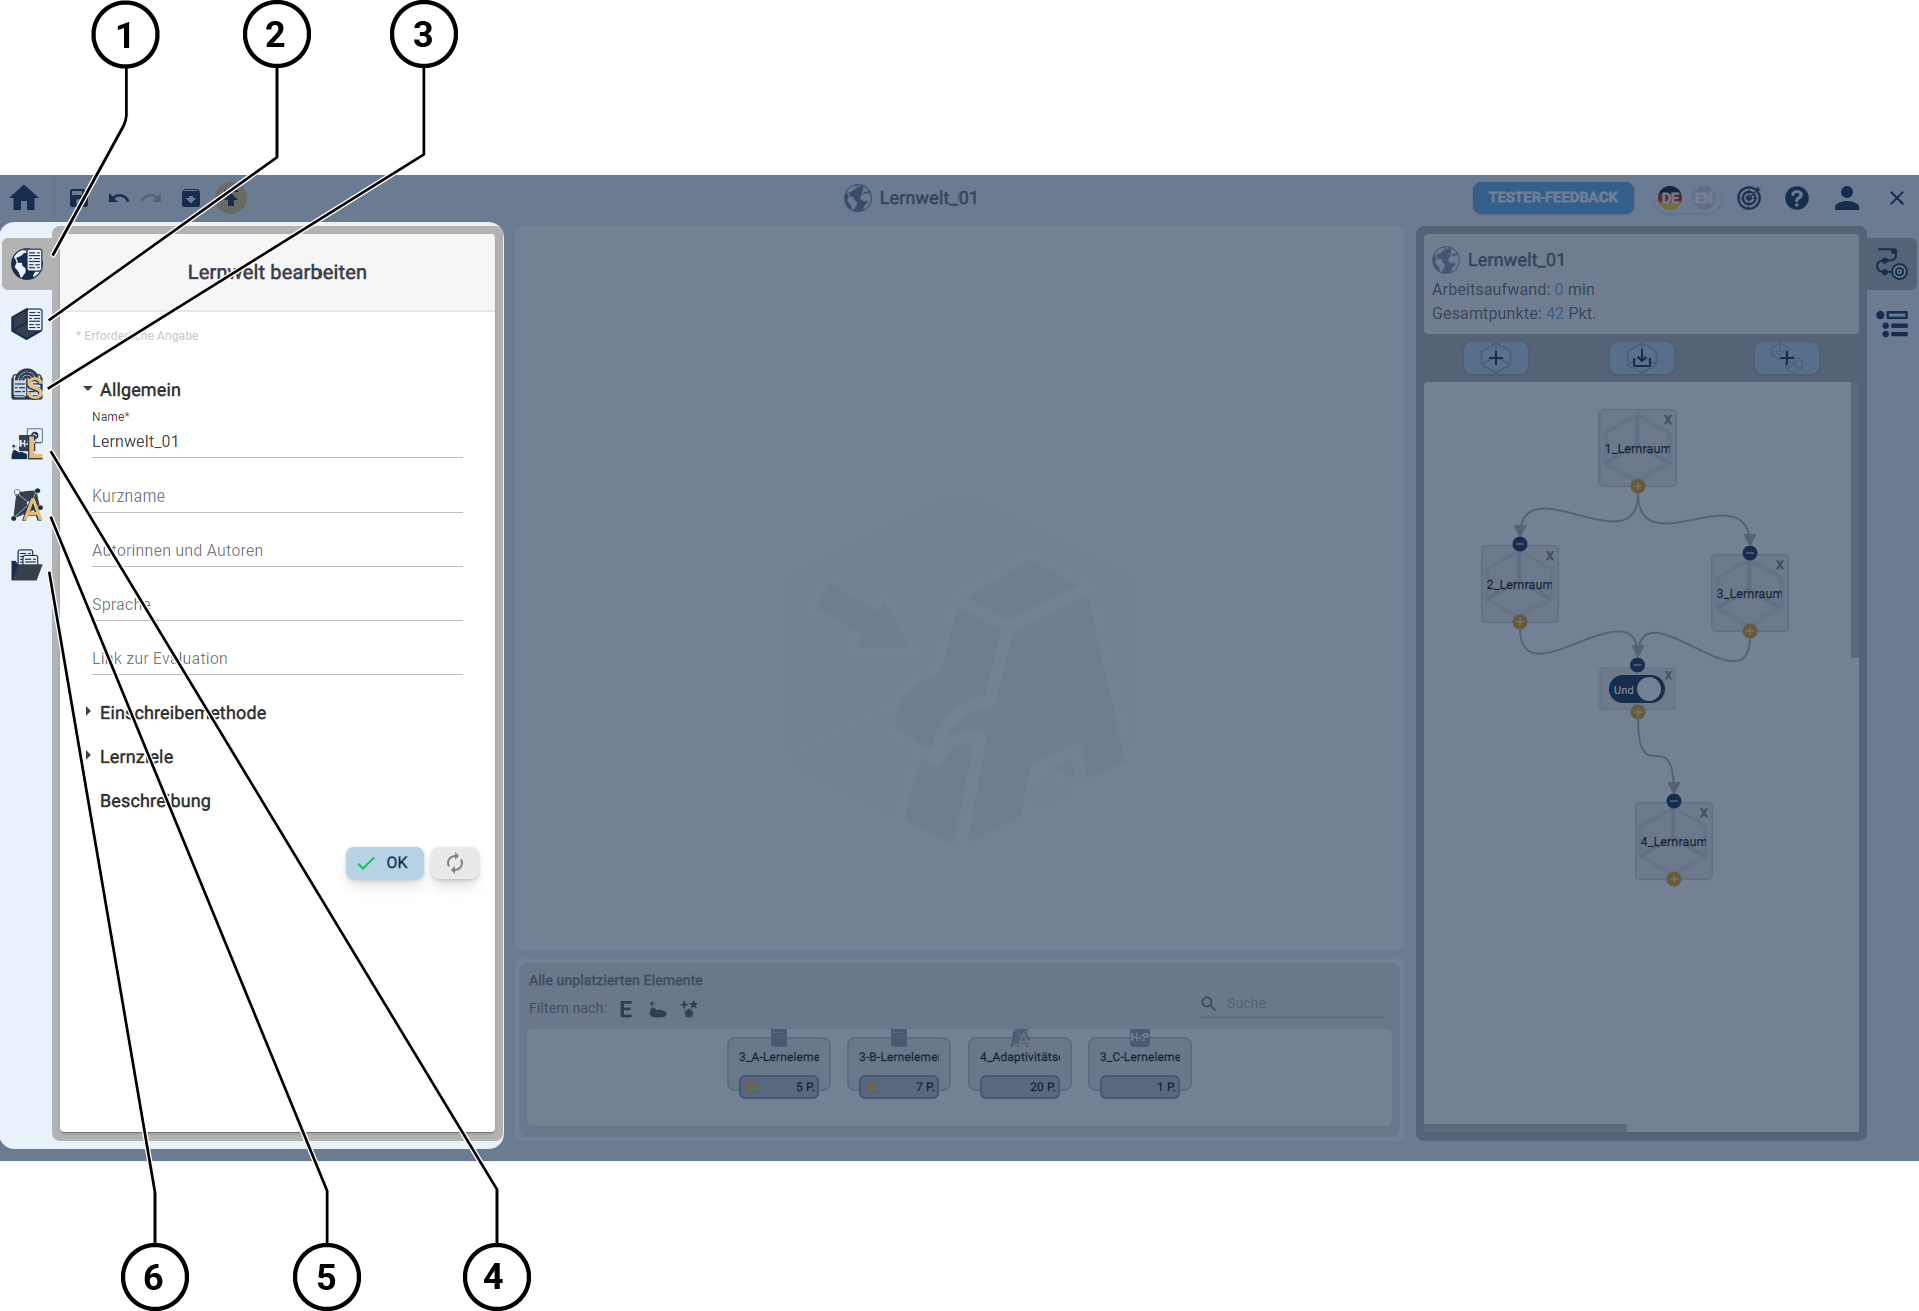 1
2
3
Lernwelt_01
TESTER-FEEDBACK
DE
EN
Lernwelt bearbeiten
* Erforderliche Angabe
Allgemein
Name*
Lernwelt_01
Kurzname
Autorinnen und Autoren
Sprache
Link zur Evaluation
Einschreibemethode
Lernziele
Beschreibung
OK
S
H-
L
A
Lernwelt_01
Arbeitsaufwand: 0 min
Gesamtpunkte: 42 Pkt.
1_Lernraum
X
2_Lernraum
X
3_Lernraum
X
Und
X
4_Lernraum
X
Alle unplatzierten Elemente
Filtern nach: E
Suche
3_A-Lerneleme
5 P.
3-B-Lerneleme
7 P.
4_Adaptivitäts
20 P.
H-P
3_C-Lerneleme
1 P.
6
5
4